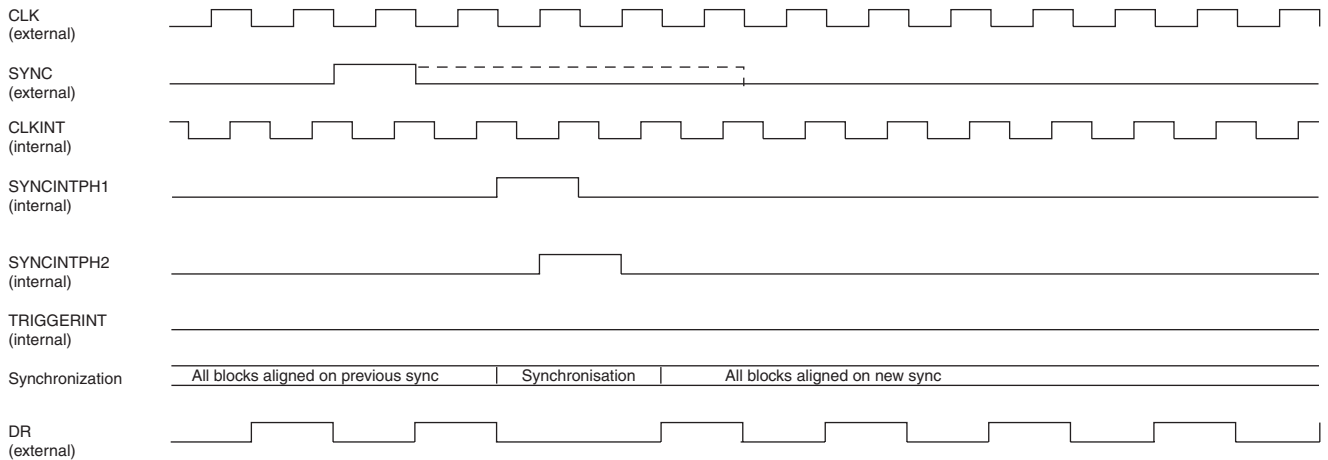 CLK
(external)
SYNC
(external)
CLKINT
(internal)
SYNCINTPH1
(internal)
SYNCINTPH2
(internal)
TRIGGERINT
(internal)
Synchronization All blocks aligned on previous sync Synchronisation All blocks aligned on new sync
DR
(external)